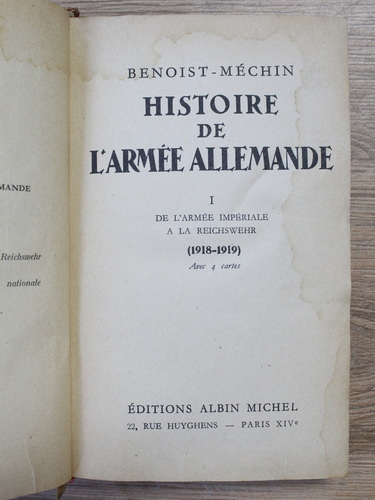 MANDE
Reichswehr
nationale
BENOIST-MÉCHIN
HISTOIRE
DE
L'ARMÉE ALLEMANDE
I
DE L'ARMÉE IMPÉRIALE
A LA REICHSWEHR
(1918-1919)
Avec 4 cartes
ÉDITIONS ALBIN MICHEL
22, RUE HUYGHENS — PARIS XIVe